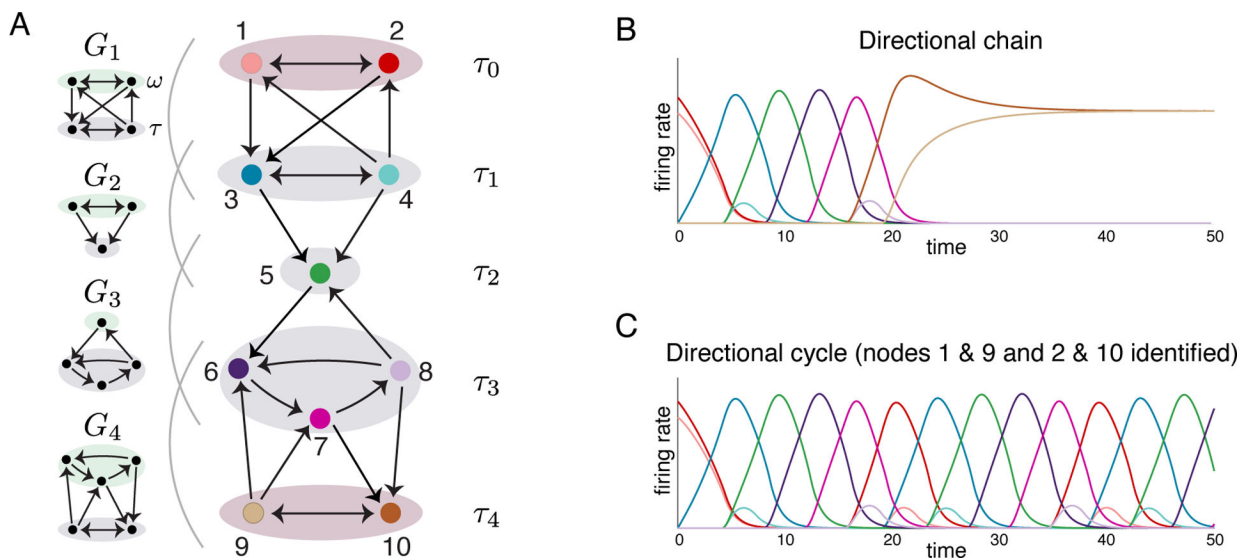 A
G₁
ω
τ
G₂
G₃
G₄
1 2
τ₀
3 4
τ₁
5
τ₂
6 8
τ₃
7
9 10
τ₄
B
Directional chain
firing rate
0 10 20 30 40 50
time
C
Directional cycle (nodes 1 & 9 and 2 & 10 identified)
firing rate
0 10 20 30 40 50
time